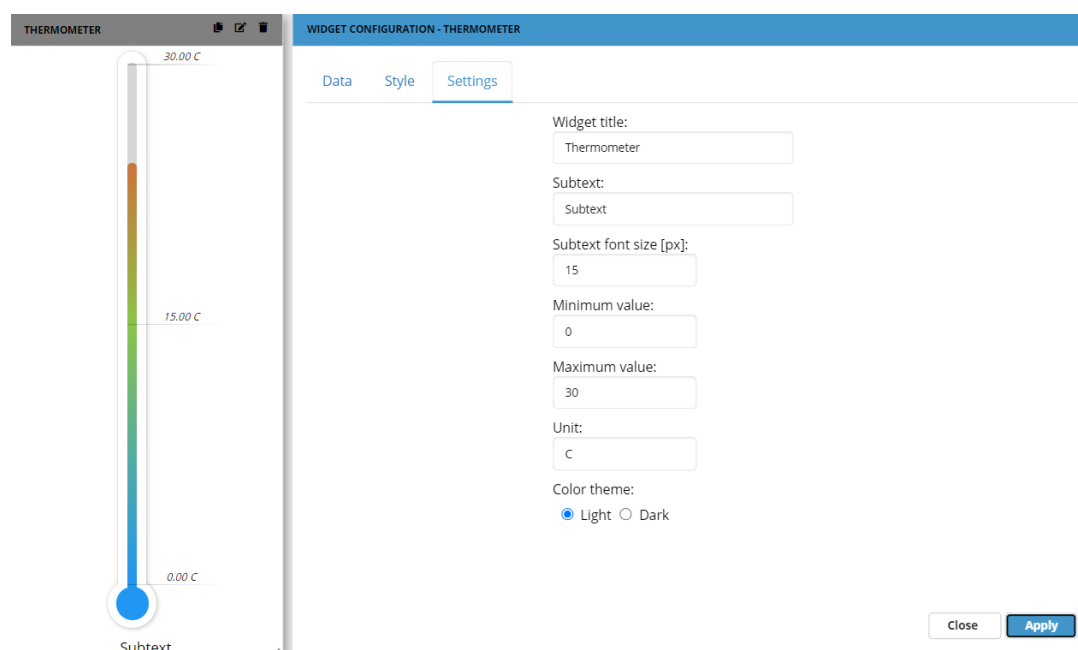 THERMOMETER
30.00 C
15.00 C
0.00 C
Subtext
WIDGET CONFIGURATION - THERMOMETER
Data Style Settings
Widget title:
Thermometer
Subtext:
Subtext
Subtext font size [px]:
15
Minimum value:
0
Maximum value:
30
Unit:
C
Color theme:
Light Dark
Close Apply